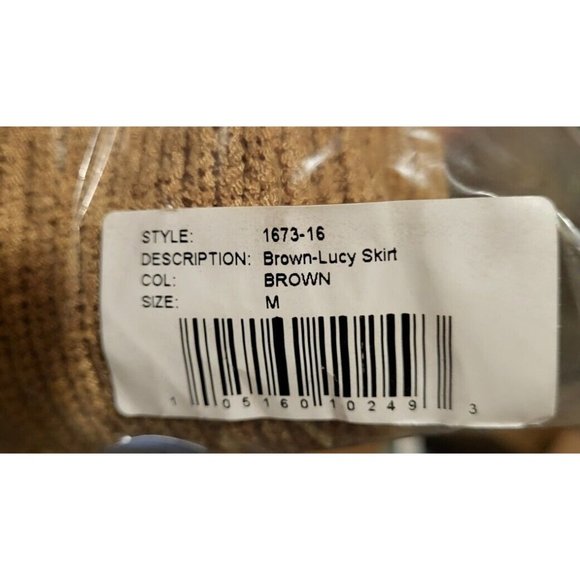 STYLE: 1673-16
DESCRIPTION: Brown-Lucy Skirt
COL: BROWN
SIZE: M
1 05160 10249 3